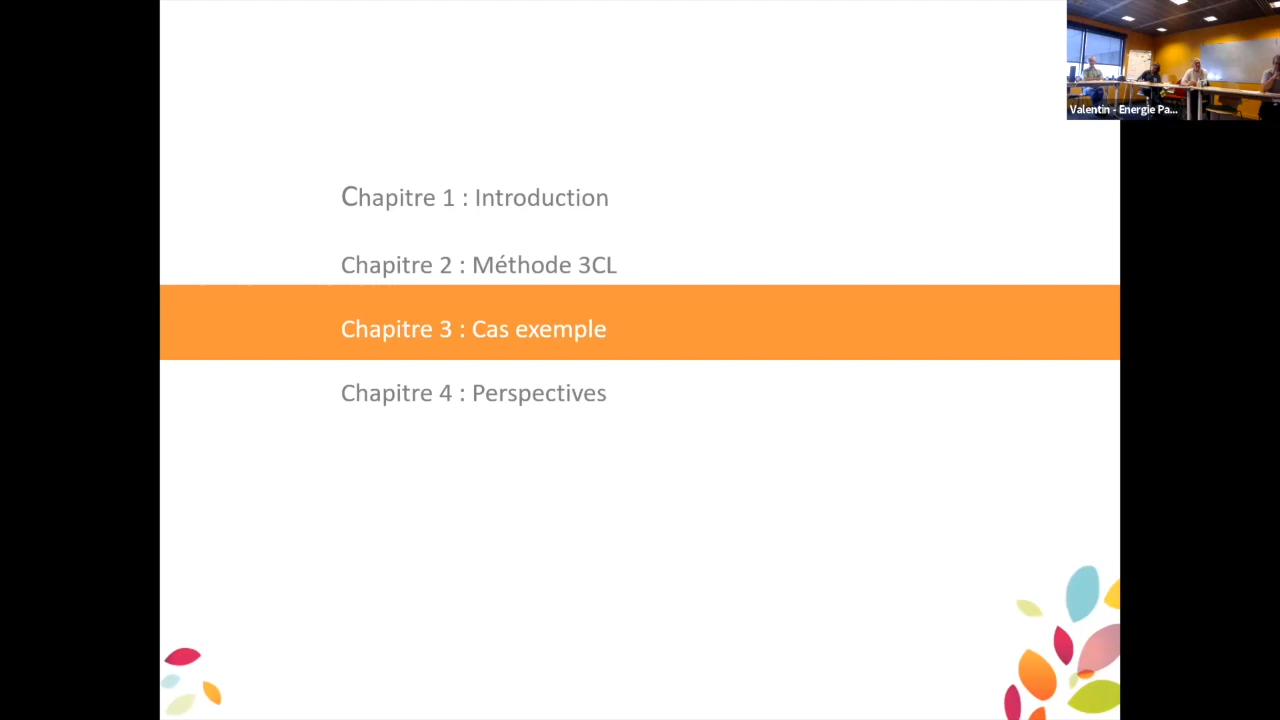 Valentin - Energie Pa...
Chapitre 1 : Introduction
Chapitre 2 : Méthode 3CL
Chapitre 3 : Cas exemple
Chapitre 4 : Perspectives